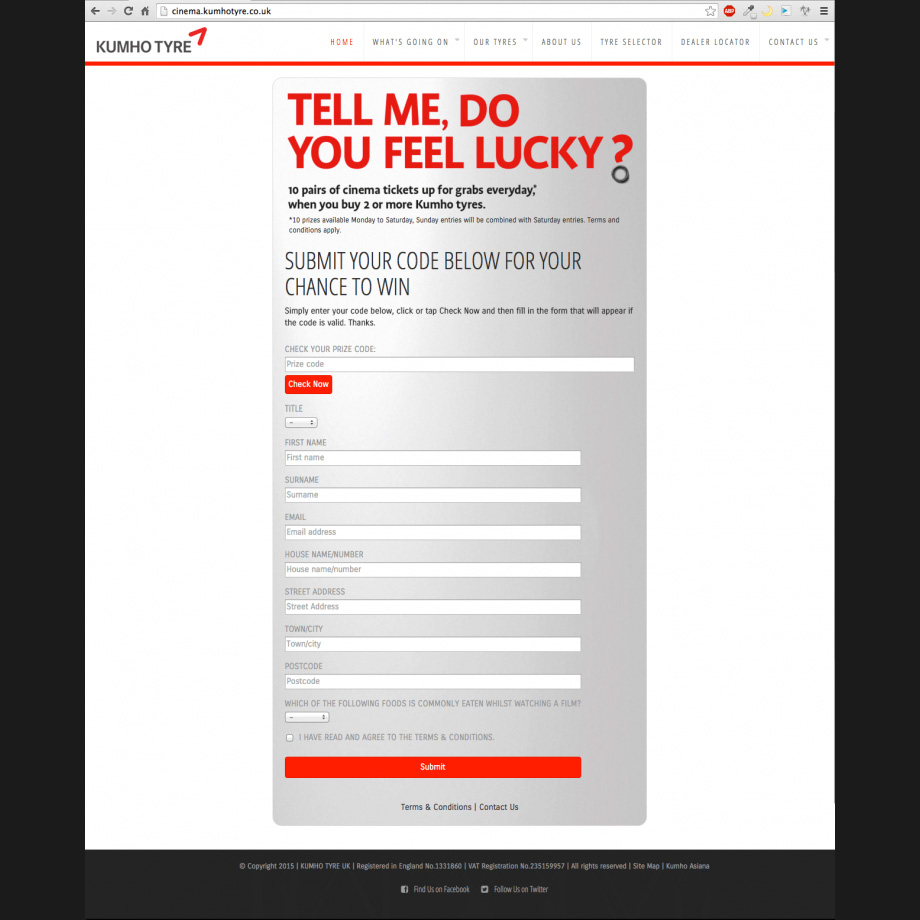 cinema.kumhotyre.co.uk
ABP
KUMHO TYRE
HOME
WHAT'S GOING ON
OUR TYRES
ABOUT US
TYRE SELECTOR
DEALER LOCATOR
CONTACT US
TELL ME, DO
YOU FEEL LUCKY ?
10 pairs of cinema tickets up for grabs everyday,*
when you buy 2 or more Kumho tyres.
*10 prizes available Monday to Saturday, Sunday entries will be combined with Saturday entries. Terms and
conditions apply.
SUBMIT YOUR CODE BELOW FOR YOUR
CHANCE TO WIN
Simply enter your code below, click or tap Check Now and then fill in the form that will appear if
the code is valid. Thanks.
CHECK YOUR PRIZE CODE:
Prize code
Check Now
TITLE
–
FIRST NAME
First name
SURNAME
Surname
EMAIL
Email address
HOUSE NAME/NUMBER
House name/number
STREET ADDRESS
Street Address
TOWN/CITY
Town/city
POSTCODE
Postcode
WHICH OF THE FOLLOWING FOODS IS COMMONLY EATEN WHILST WATCHING A FILM?
–
I HAVE READ AND AGREE TO THE TERMS & CONDITIONS.
Submit
Terms & Conditions | Contact Us
© Copyright 2015 | KUMHO TYRE UK | Registered in England No.1331860 | VAT Registration No.235159957 | All rights reserved | Site Map | Kumho Asiana
Find Us on Facebook
Follow Us on Twitter